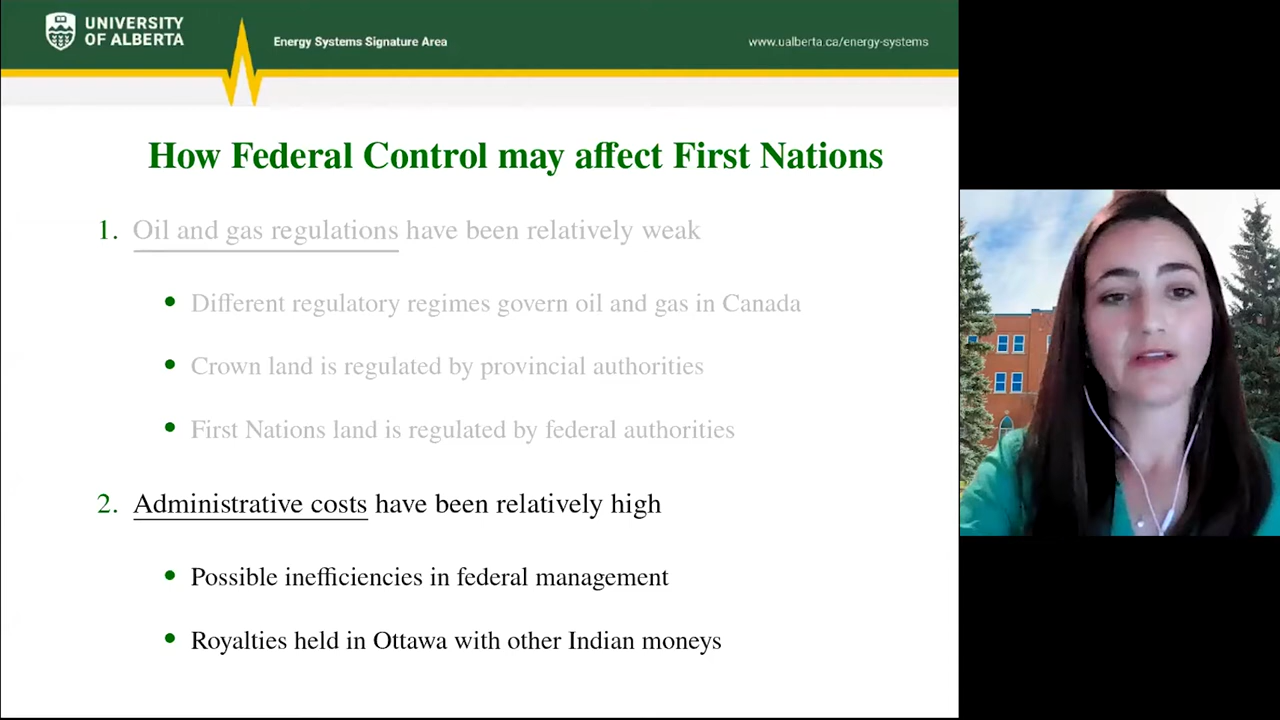 UNIVERSITY
OF ALBERTA
Energy Systems Signature Area
www.ualberta.ca/energy-systems
How Federal Control may affect First Nations
1. Oil and gas regulations have been relatively weak
• Different regulatory regimes govern oil and gas in Canada
• Crown land is regulated by provincial authorities
• First Nations land is regulated by federal authorities
2. Administrative costs have been relatively high
• Possible inefficiencies in federal management
• Royalties held in Ottawa with other Indian moneys